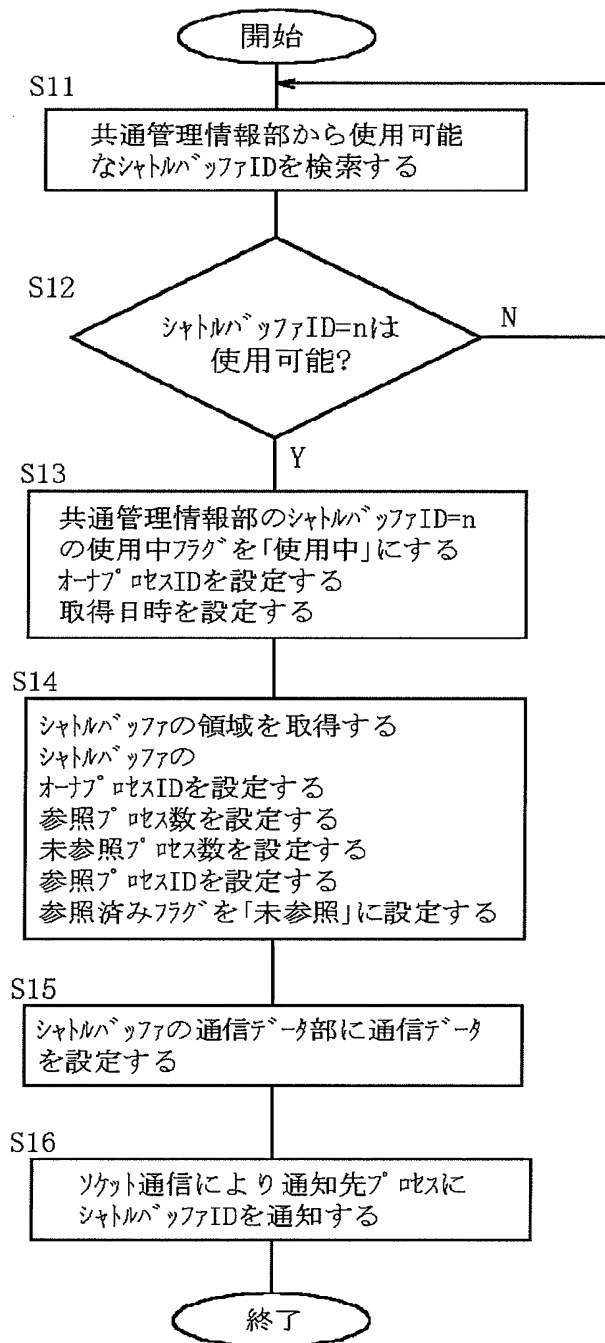 開始
S11
共通管理情報部から使用可能
なシャトルバッファIDを検索する
S12
シャトルバッファID=nは
使用可能?
N
Y
S13
共通管理情報部のシャトルバッファID=n
の使用中フラグを「使用中」にする
オーナプロセスIDを設定する
取得日時を設定する
S14
シャトルバッファの領域を取得する
シャトルバッファの
オーナプロセスIDを設定する
参照プロセス数を設定する
未参照プロセス数を設定する
参照プロセスIDを設定する
参照済みフラグを「未参照」に設定する
S15
シャトルバッファの通信データ部に通信データ
を設定する
S16
ソケット通信により通知先プロセスに
シャトルバッファIDを通知する
終了